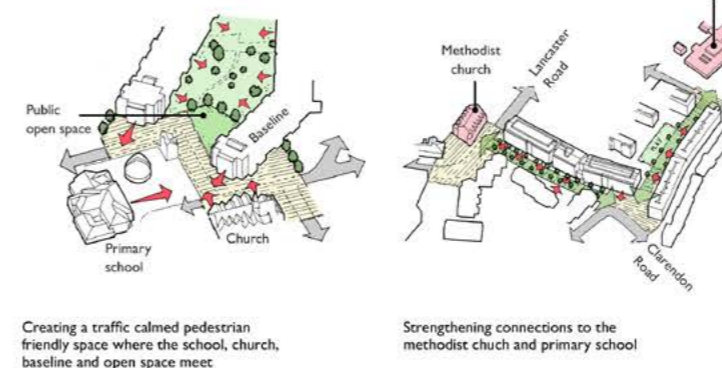 Public
open space
Baseline
Primary
school
Church
Creating a traffic calmed pedestrian
friendly space where the school, church,
baseline and open space meet
Methodist
church
Lancaster
Road
Clarendon
Road
Strengthening connections to the
methodist chuch and primary school